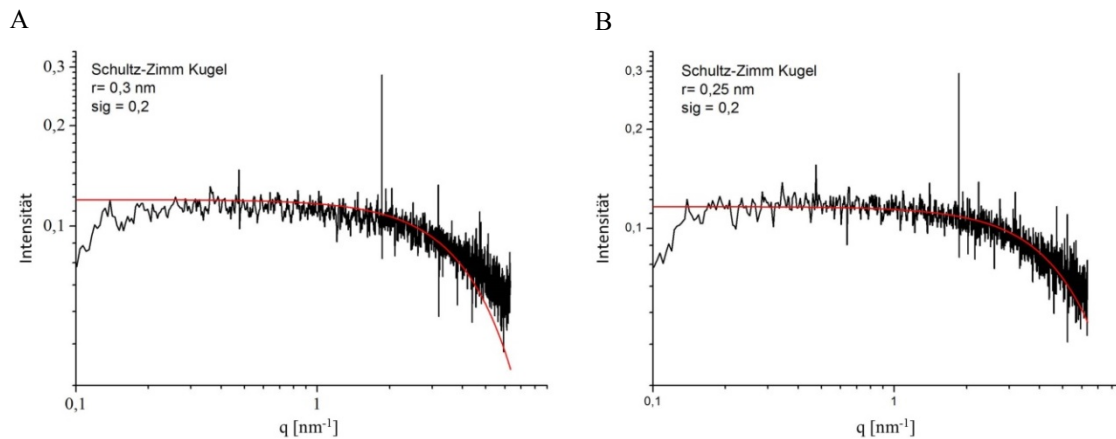 A
Schultz-Zimm Kugel
r= 0,3 nm
sig = 0,2
0,3
0,2
0,1
Intensität
0,1
1
q [nm⁻¹]
B
Schultz-Zimm Kugel
r= 0,25 nm
sig = 0,2
0,3
0,2
0,1
Intensität
0,1
1
q [nm⁻¹]